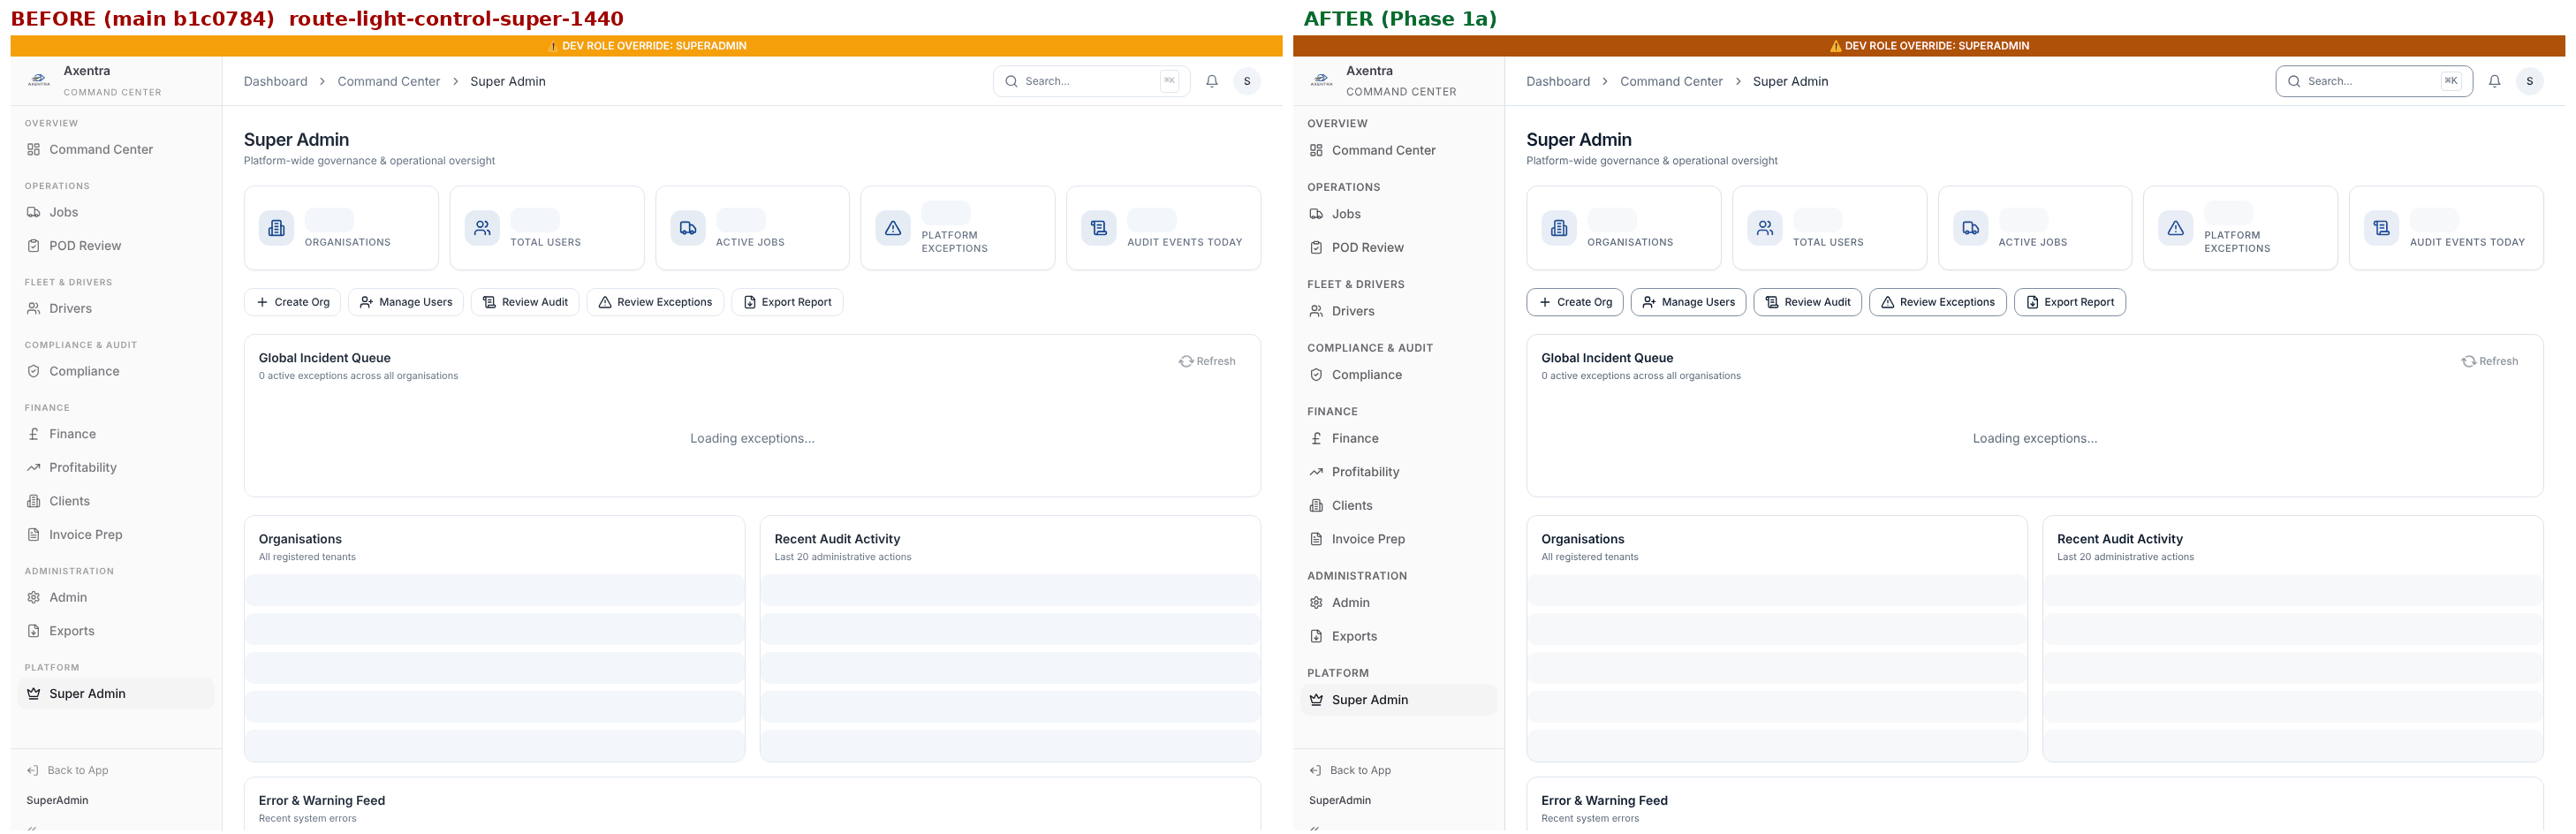 BEFORE (main b1c0784) route-light-control-super-1440
⚠️ DEV ROLE OVERRIDE: SUPERADMIN
AXENTRA
Axentra
COMMAND CENTER
Dashboard > Command Center > Super Admin
Search...
⌘K
S
OVERVIEW
Command Center
OPERATIONS
Jobs
POD Review
FLEET & DRIVERS
Drivers
COMPLIANCE & AUDIT
Compliance
FINANCE
Finance
Profitability
Clients
Invoice Prep
ADMINISTRATION
Admin
Exports
PLATFORM
Super Admin
Back to App
SuperAdmin
Super Admin
Platform-wide governance & operational oversight
ORGANISATIONS
TOTAL USERS
ACTIVE JOBS
PLATFORM
EXCEPTIONS
AUDIT EVENTS TODAY
Create Org
Manage Users
Review Audit
Review Exceptions
Export Report
Global Incident Queue
0 active exceptions across all organisations
Refresh
Loading exceptions...
Organisations
All registered tenants
Recent Audit Activity
Last 20 administrative actions
Error & Warning Feed
Recent system errors
AFTER (Phase 1a)
⚠️ DEV ROLE OVERRIDE: SUPERADMIN
AXENTRA
Axentra
COMMAND CENTER
Dashboard > Command Center > Super Admin
Search...
⌘K
S
OVERVIEW
Command Center
OPERATIONS
Jobs
POD Review
FLEET & DRIVERS
Drivers
COMPLIANCE & AUDIT
Compliance
FINANCE
Finance
Profitability
Clients
Invoice Prep
ADMINISTRATION
Admin
Exports
PLATFORM
Super Admin
Back to App
SuperAdmin
Super Admin
Platform-wide governance & operational oversight
ORGANISATIONS
TOTAL USERS
ACTIVE JOBS
PLATFORM
EXCEPTIONS
AUDIT EVENTS TODAY
Create Org
Manage Users
Review Audit
Review Exceptions
Export Report
Global Incident Queue
0 active exceptions across all organisations
Refresh
Loading exceptions...
Organisations
All registered tenants
Recent Audit Activity
Last 20 administrative actions
Error & Warning Feed
Recent system errors